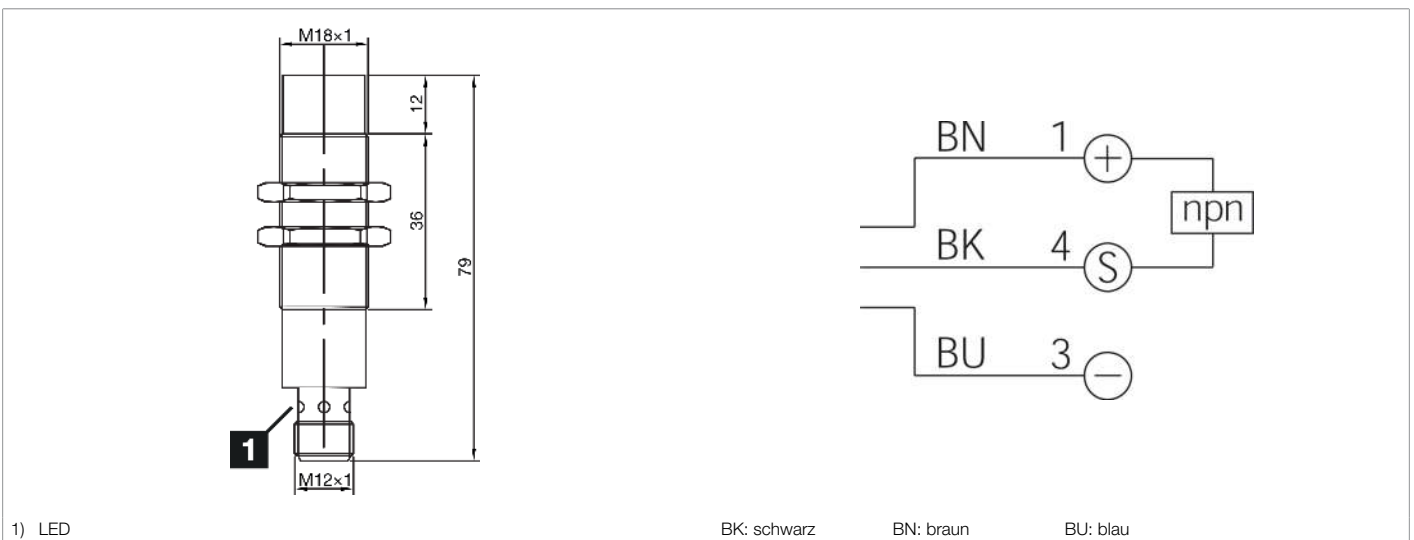 M18×1
12
36
79
1
M12×1
BN 1 +
npn
BK 4 S
BU 3 −
1) LED
BK: schwarz BN: braun BU: blau